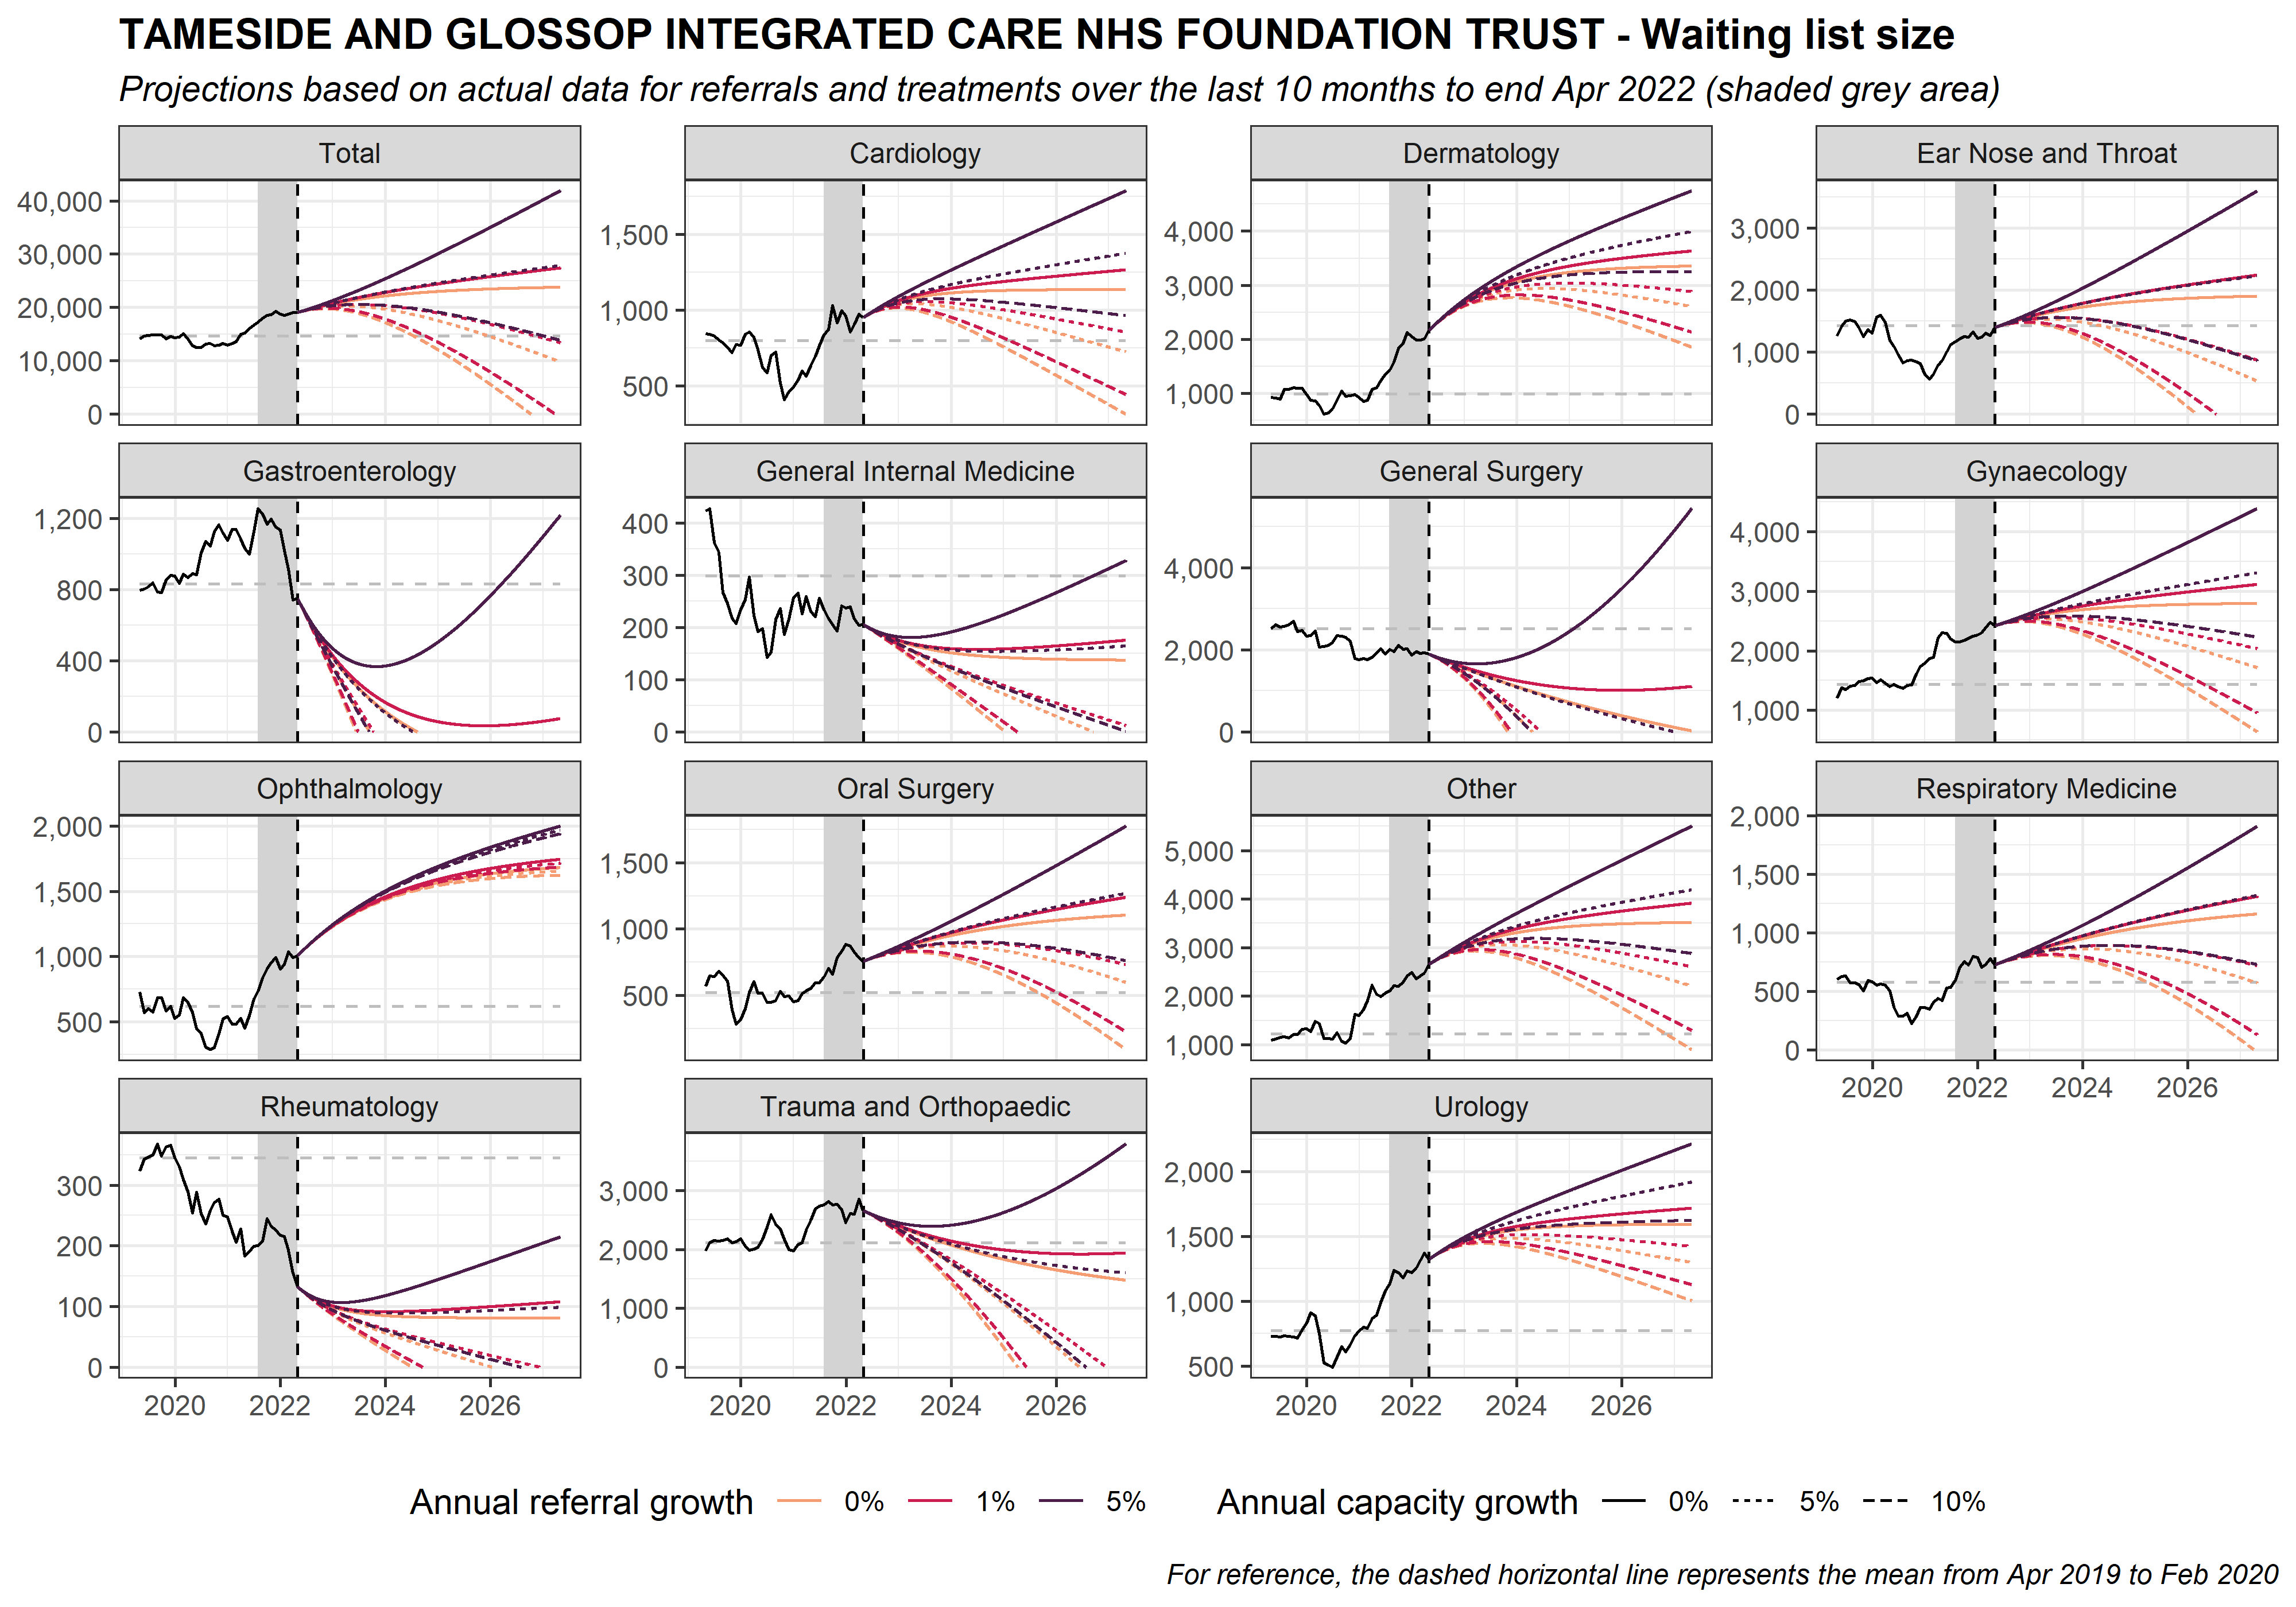 TAMESIDE AND GLOSSOP INTEGRATED CARE NHS FOUNDATION TRUST - Waiting list size
Projections based on actual data for referrals and treatments over the last 10 months to end Apr 2022 (shaded grey area)
Total
40,000
30,000
20,000
10,000
0
Cardiology
1,500
1,000
500
Dermatology
4,000
3,000
2,000
1,000
Ear Nose and Throat
3,000
2,000
1,000
0
Gastroenterology
1,200
800
400
0
General Internal Medicine
400
300
200
100
0
General Surgery
4,000
2,000
0
Gynaecology
4,000
3,000
2,000
1,000
Ophthalmology
2,000
1,500
1,000
500
Oral Surgery
1,500
1,000
500
Other
5,000
4,000
3,000
2,000
1,000
Respiratory Medicine
2,000
1,500
1,000
500
0
2020 2022 2024 2026
Rheumatology
300
200
100
0
2020 2022 2024 2026
Trauma and Orthopaedic
3,000
2,000
1,000
0
2020 2022 2024 2026
Urology
2,000
1,500
1,000
500
2020 2022 2024 2026
Annual referral growth 0% 1% 5% Annual capacity growth 0% 5% 10%
For reference, the dashed horizontal line represents the mean from Apr 2019 to Feb 2020